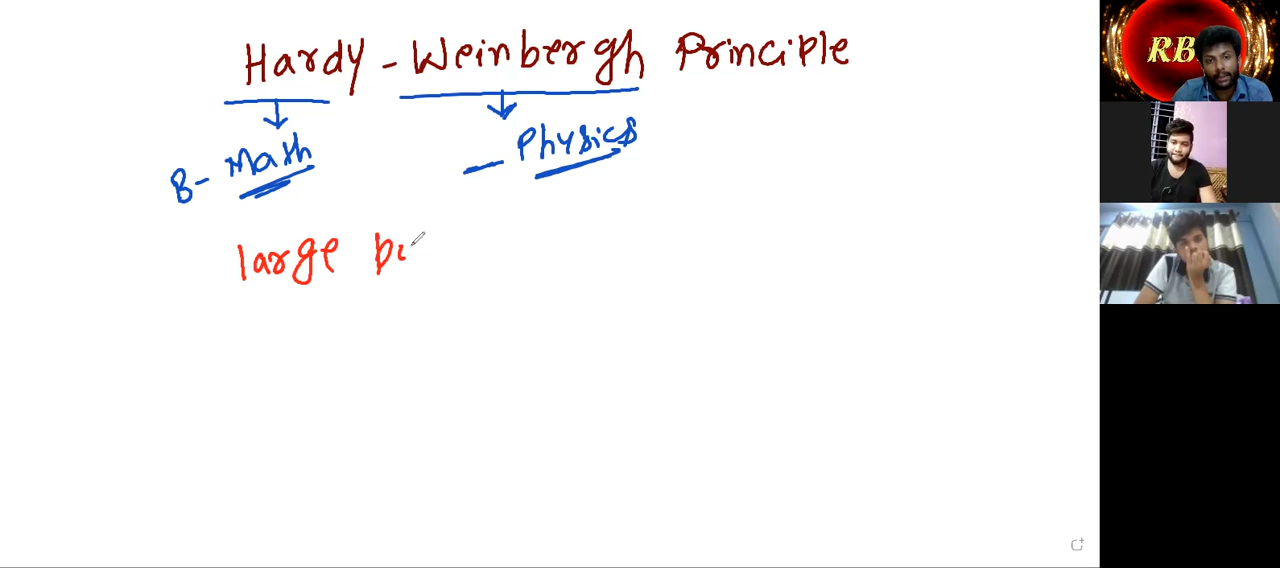 Hardy - Weinbergh Principle
B- Math
- Physics
large
RB